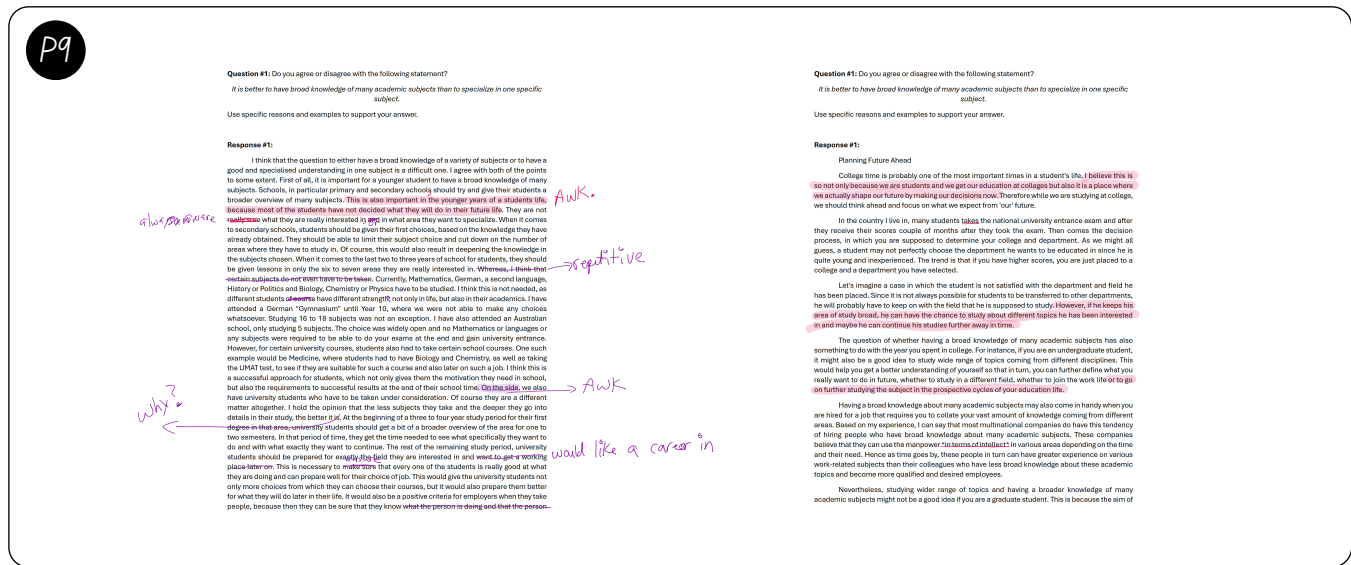 P9
Question #1: Do you agree or disagree with the following statement?
It is better to have broad knowledge of many academic subjects than to specialize in one specific
subject.
Use specific reasons and examples to support your answer.
Response #1:
I think that the question to either have a broad knowledge of a variety of subjects or to have a
good and specialised understanding in one subject is a difficult one. I agree with both of the points
to some extent. First of all, it is important for a younger student to have a broad knowledge of many
subjects. Schools, in particular primary and secondary schools should try and give their students a
broader overview of many subjects. This is also important in the younger years of a students life,
because most of the students have not decided what they will do in their future life. They are not
really sure what they are really interested in and in what area they want to specialize. When it comes
to secondary schools, students should be given their first choices, based on the knowledge they have
already obtained. They should be able to limit their subject choice and cut down on the number of
areas where they have to study in. Of course, this would also result in deepening the knowledge in
the subjects chosen. When it comes to the last two to three years of school for students, they should
be given lessons in only the six to seven areas they are really interested in. Whereas, I think that
certain subjects do not even have to be taken. Currently, Mathematics, German, a second language,
History or Politics and Biology, Chemistry or Physics have to be studied. I think this is not needed, as
different students of course have different strength, not only in life, but also in their academics. I have
attended a German "Gymnasium" until Year 10, where we were not able to make any choices
whatsoever. Studying 16 to 18 subjects was not an exception. I have also attended an Australian
school, only studying 5 subjects. The choice was widely open and no Mathematics or languages or
any subjects were required to be able to do your exams at the end and gain university entrance.
However, for certain university courses, students also had to take certain school courses. One such
example would be Medicine, where students had to have Biology and Chemistry, as well as taking
the UMAT test, to see if they are suitable for such a course and also later on such a job. I think this is
a successful approach for students, which not only gives them the motivation they need in school,
but also the requirements to successful results at the end of their school time. On the side, we also
have university students who have to be taken under consideration. Of course they are a different
matter altogether. I hold the opinion that the less subjects they take and the deeper they go into
details in their study, the better it is. At the beginning of a three to four year study period for their first
degree in that area, university students should get a bit of a broader overview of the area for one to
two semesters. In that period of time, they get the time needed to see what specifically they want to
do and with what exactly they want to continue. The rest of the remaining study period, university
students should be prepared for exactly the field they are interested in and want to get a working
place later on. This is necessary to make sure that every one of the students is really good at what
they are doing and can prepare well for their choice of job. This would give the university students not
only more choices from which they can choose their courses, but it would also prepare them better
for what they will do later in their life. It would also be a positive criteria for employers when they take
people, because then they can be sure that they know what the person is doing and that the person
AWK.
repititive
AWK
why?
ensure
would like a career in
Question #1: Do you agree or disagree with the following statement?
It is better to have broad knowledge of many academic subjects than to specialize in one specific
subject.
Use specific reasons and examples to support your answer.
Response #1:
Planning Future Ahead
College time is probably one of the most important times in a student's life. I believe this is
so not only because we are students and we get our education at colleges but also it is a place where
we actually shape our future by making our decisions now. Therefore while we are studying at college,
we should think ahead and focus on what we expect from 'our' future.
In the country I live in, many students takes the national university entrance exam and after
they receive their scores couple of months after they took the exam. Then comes the decision
process, in which you are supposed to determine your college and department. As we might all
guess, a student may not perfectly choose the department he wants to be educated in since he is
quite young and inexperienced. The trend is that if you have higher scores, you are just placed to a
college and a department you have selected.
Let's imagine a case in which the student is not satisfied with the department and field he
has been placed. Since it is not always possible for students to be transferred to other departments,
he will probably have to keep on with the field that he is supposed to study. However, if he keeps his
area of study broad, he can have the chance to study about different topics he has been interested
in and maybe he can continue his studies further away in time.
The question of whether having a broad knowledge of many academic subjects has also
something to do with the year you spent in college. For instance, if you are an undergraduate student,
it might also be a good idea to study wide range of topics coming from different disciplines. This
would help you get a better understanding of yourself so that in turn, you can further define what you
really want to do in future, whether to study in a different field, whether to join the work life or to go
on further studying the subject in the prospective cycles of your education life.
Having a broad knowledge about many subjects may also come in handy when you
are hired for a job that requires you to collate your vast amount of knowledge coming from different
areas. Based on my experience, I can say that most multinational companies do have this tendency
of hiring people who have broad knowledge about many academic subjects. These companies
believe that they can use the manpower "in terms of intellect" in various areas depending on the time
and their need. Hence as time goes by, these people in turn can have greater experience on various
work-related subjects than their colleagues who have less broad knowledge about these academic
topics and become more qualified and desired employees.
Nevertheless, studying wider range of topics and having a broader knowledge of many
academic subjects might not be a good idea if you are a graduate student. This is because the aim of